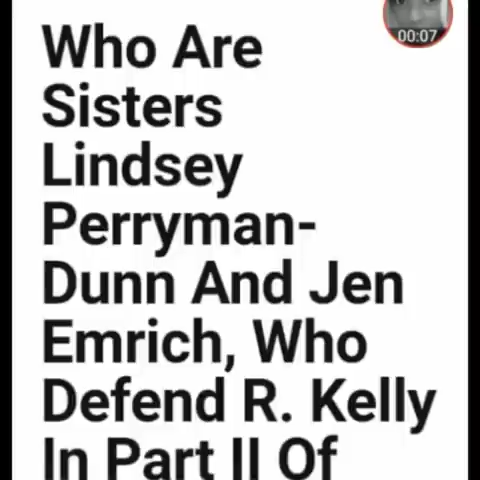 00:07
Who Are
Sisters
Lindsey
Perryman-
Dunn And Jen
Emrich, Who
Defend R. Kelly
In Part II Of